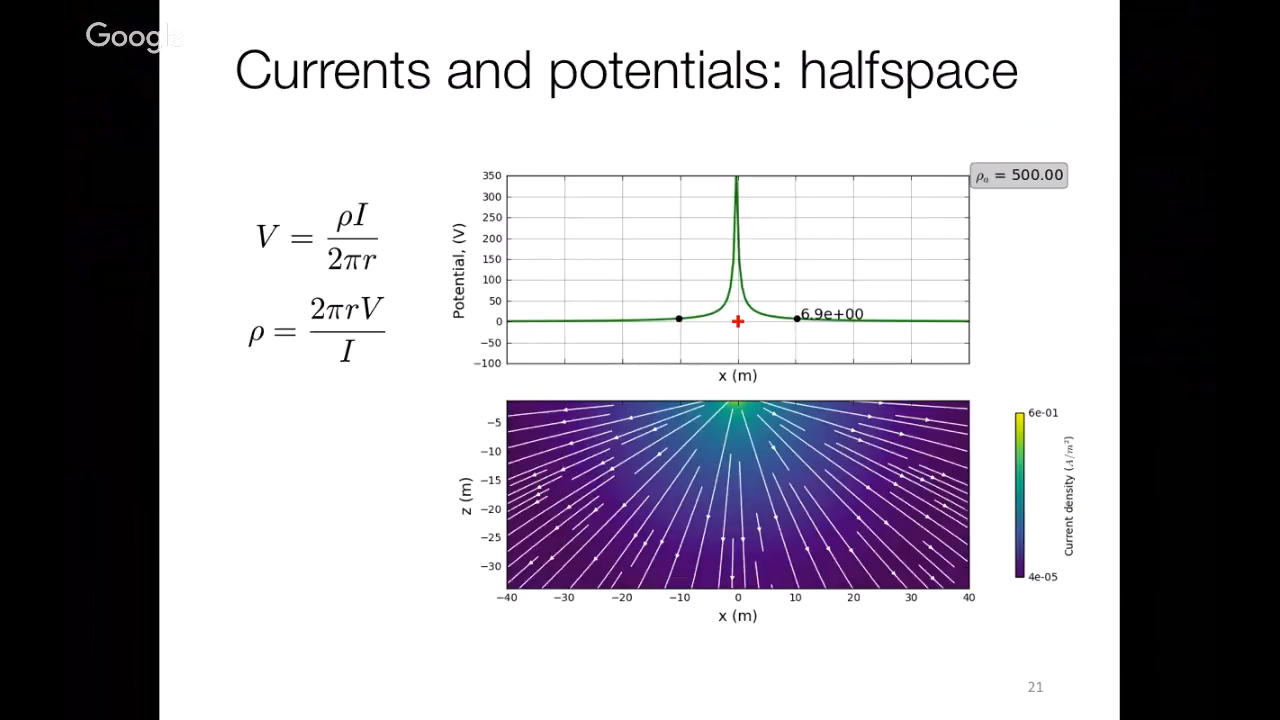 Google
Currents and potentials: halfspace
V = ρI / 2πr
ρ = 2πrV / I
ρₐ = 500.00
350
300
250
200
150
100
50
0
−50
−100
Potential, (V)
6.9e+00
x (m)
−5
−10
−15
−20
−25
−30
z (m)
−40 −30 −20 −10 0 10 20 30 40
x (m)
6e-01
4e-05
Current density (A/m²)
21